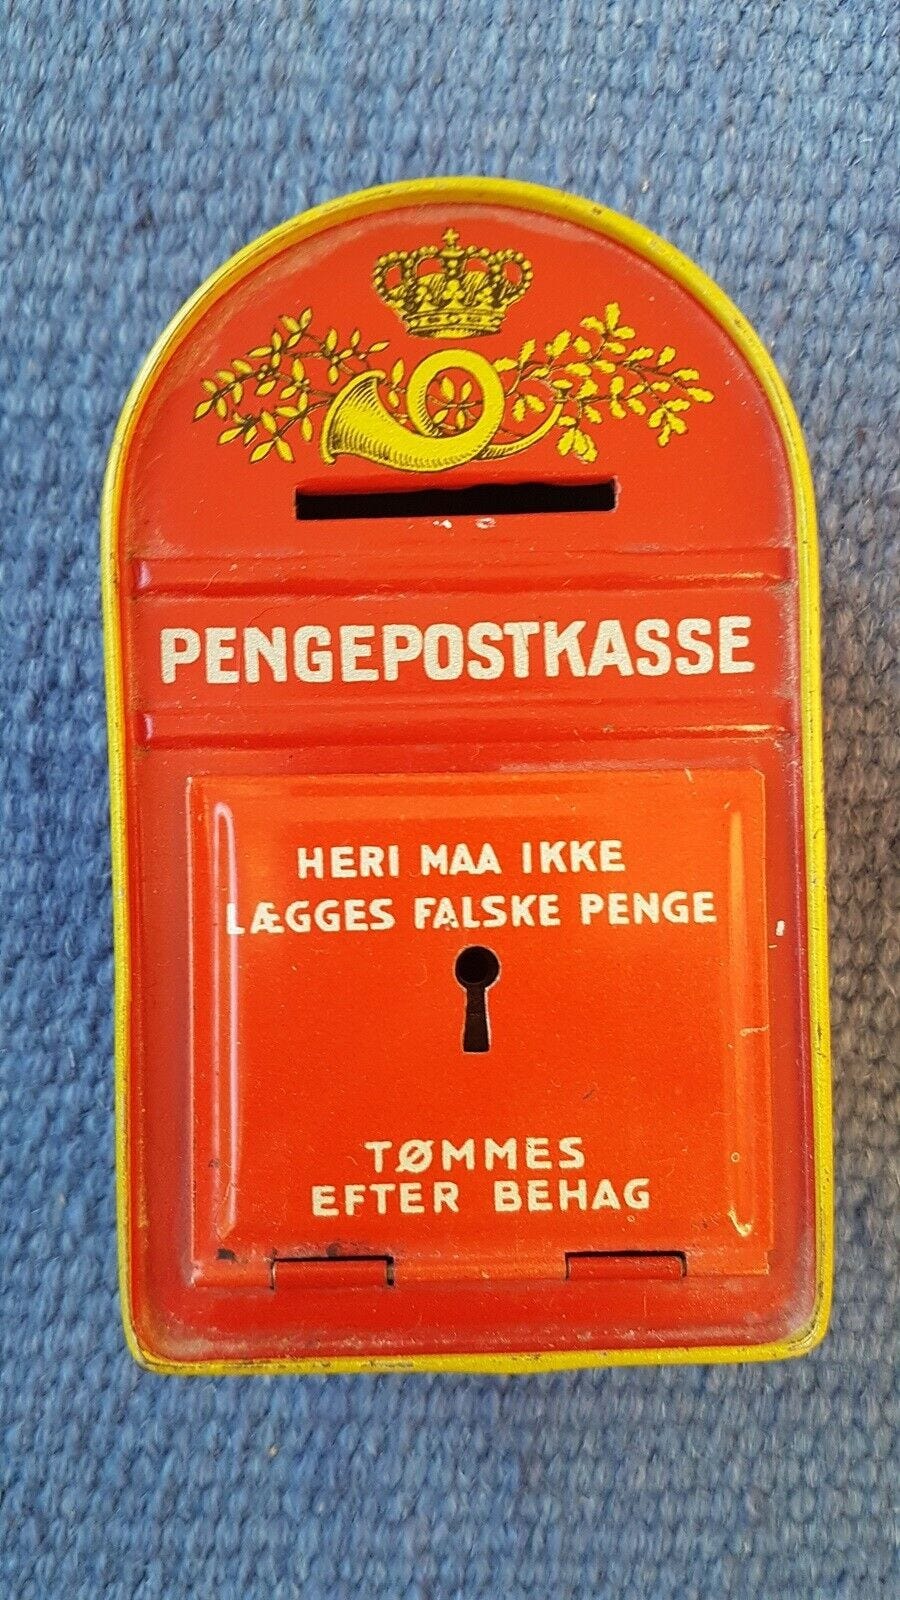 PENGEPOSTKASSE
HERI MAA IKKE
LÆGGES FALSKE PENGE
TØMMES
EFTER BEHAG